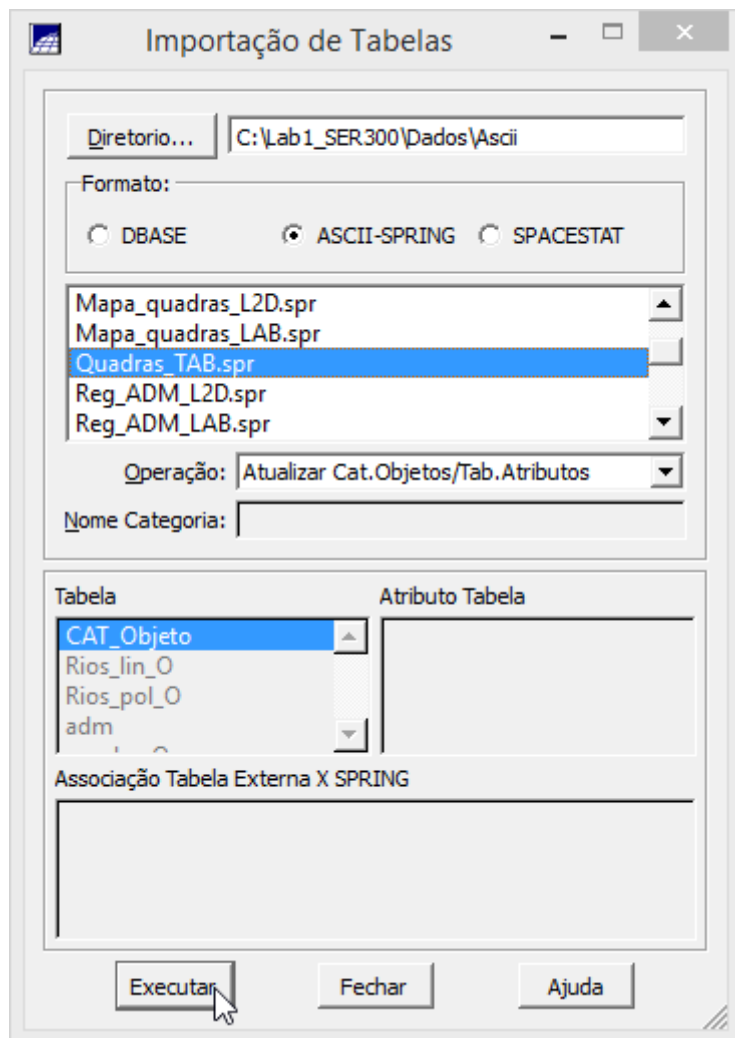 Importação de Tabelas
Diretorio... C:\Lab1_SER300\Dados\Ascii
Formato:
DBASE ASCII-SPRING SPACESTAT
Mapa_quadras_L2D.spr
Mapa_quadras_LAB.spr
Quadras_TAB.spr
Reg_ADM_L2D.spr
Reg_ADM_LAB.spr
Operação: Atualizar Cat.Objetos/Tab.Atributos
Nome Categoria:
Tabela Atributo Tabela
CAT_Objeto
Rios_lin_O
Rios_pol_O
adm
Associação Tabela Externa X SPRING
Executar Fechar Ajuda